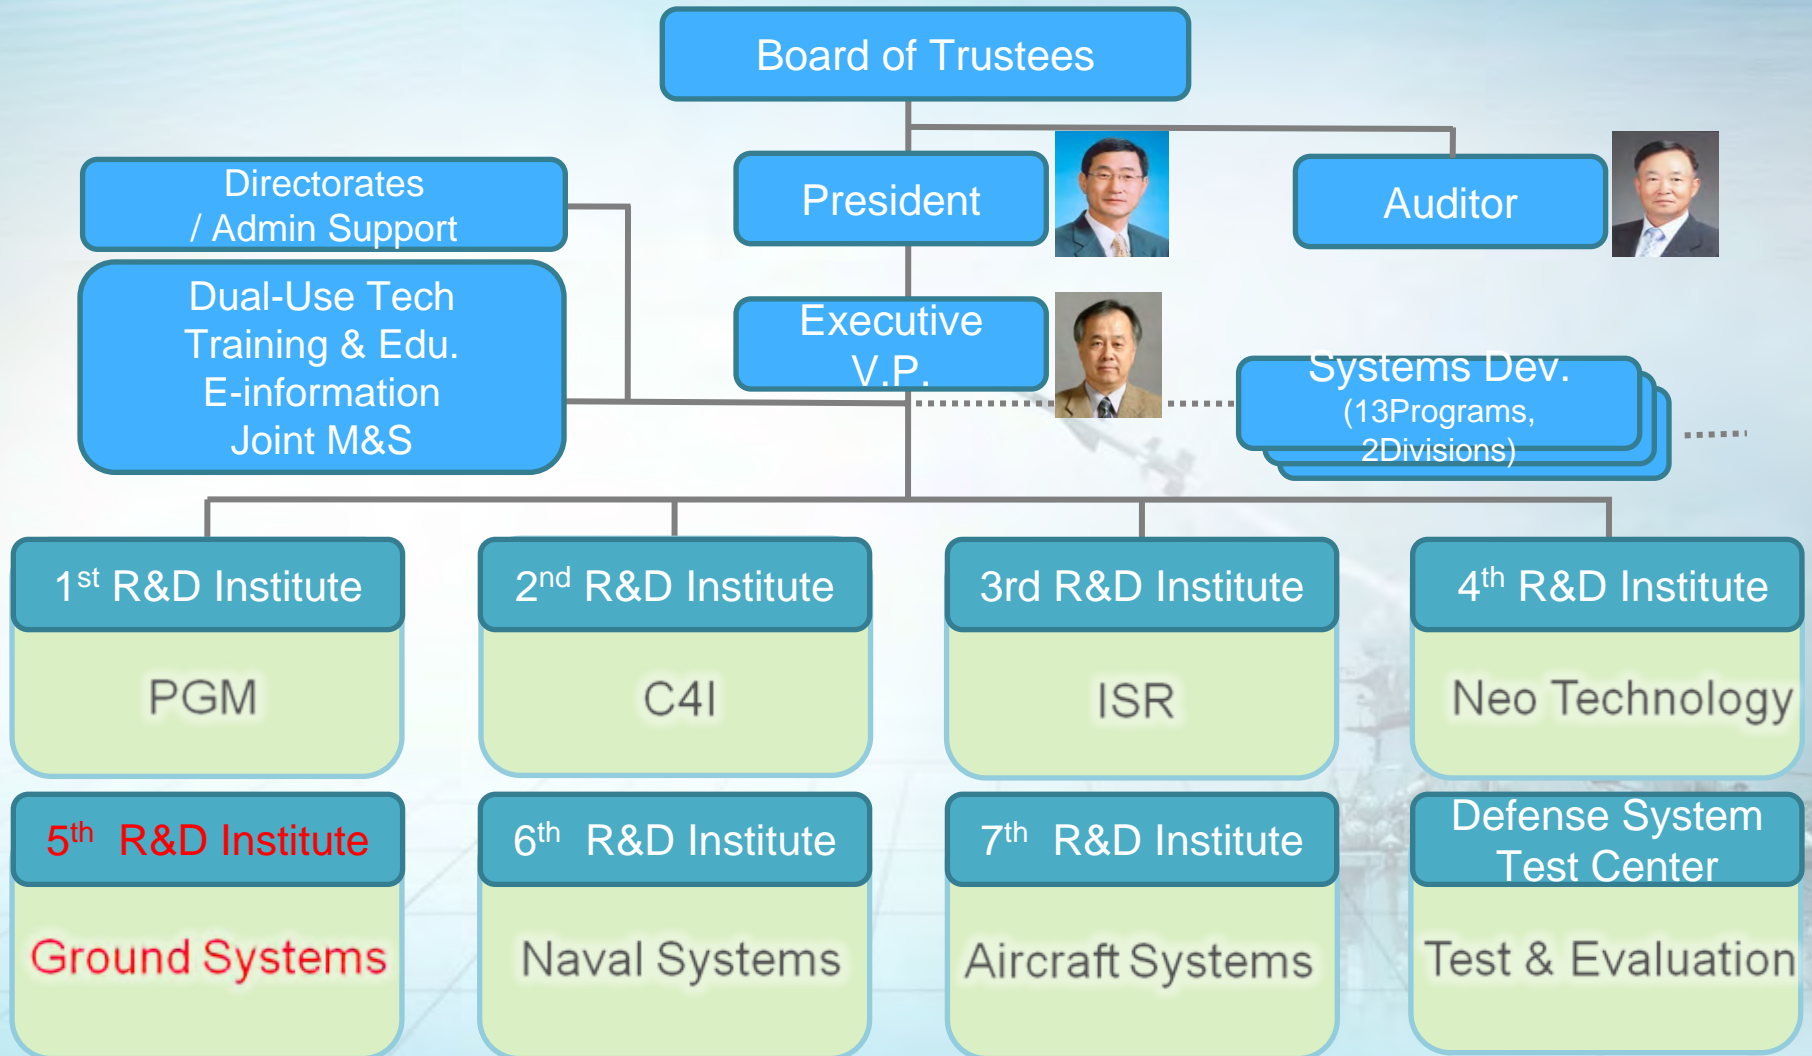 Board of Trustees
Directorates
/ Admin Support
President
Auditor
Dual-Use Tech
Training & Edu.
E-information
Joint M&S
Executive
V.P.
Systems Dev.
(13Programs,
2Divisions)
1st R&D Institute
2nd R&D Institute
3rd R&D Institute
4th R&D Institute
PGM
C4I
ISR
Neo Technology
5th R&D Institute
6th R&D Institute
7th R&D Institute
Defense System
Test Center
Ground Systems
Naval Systems
Aircraft Systems
Test & Evaluation